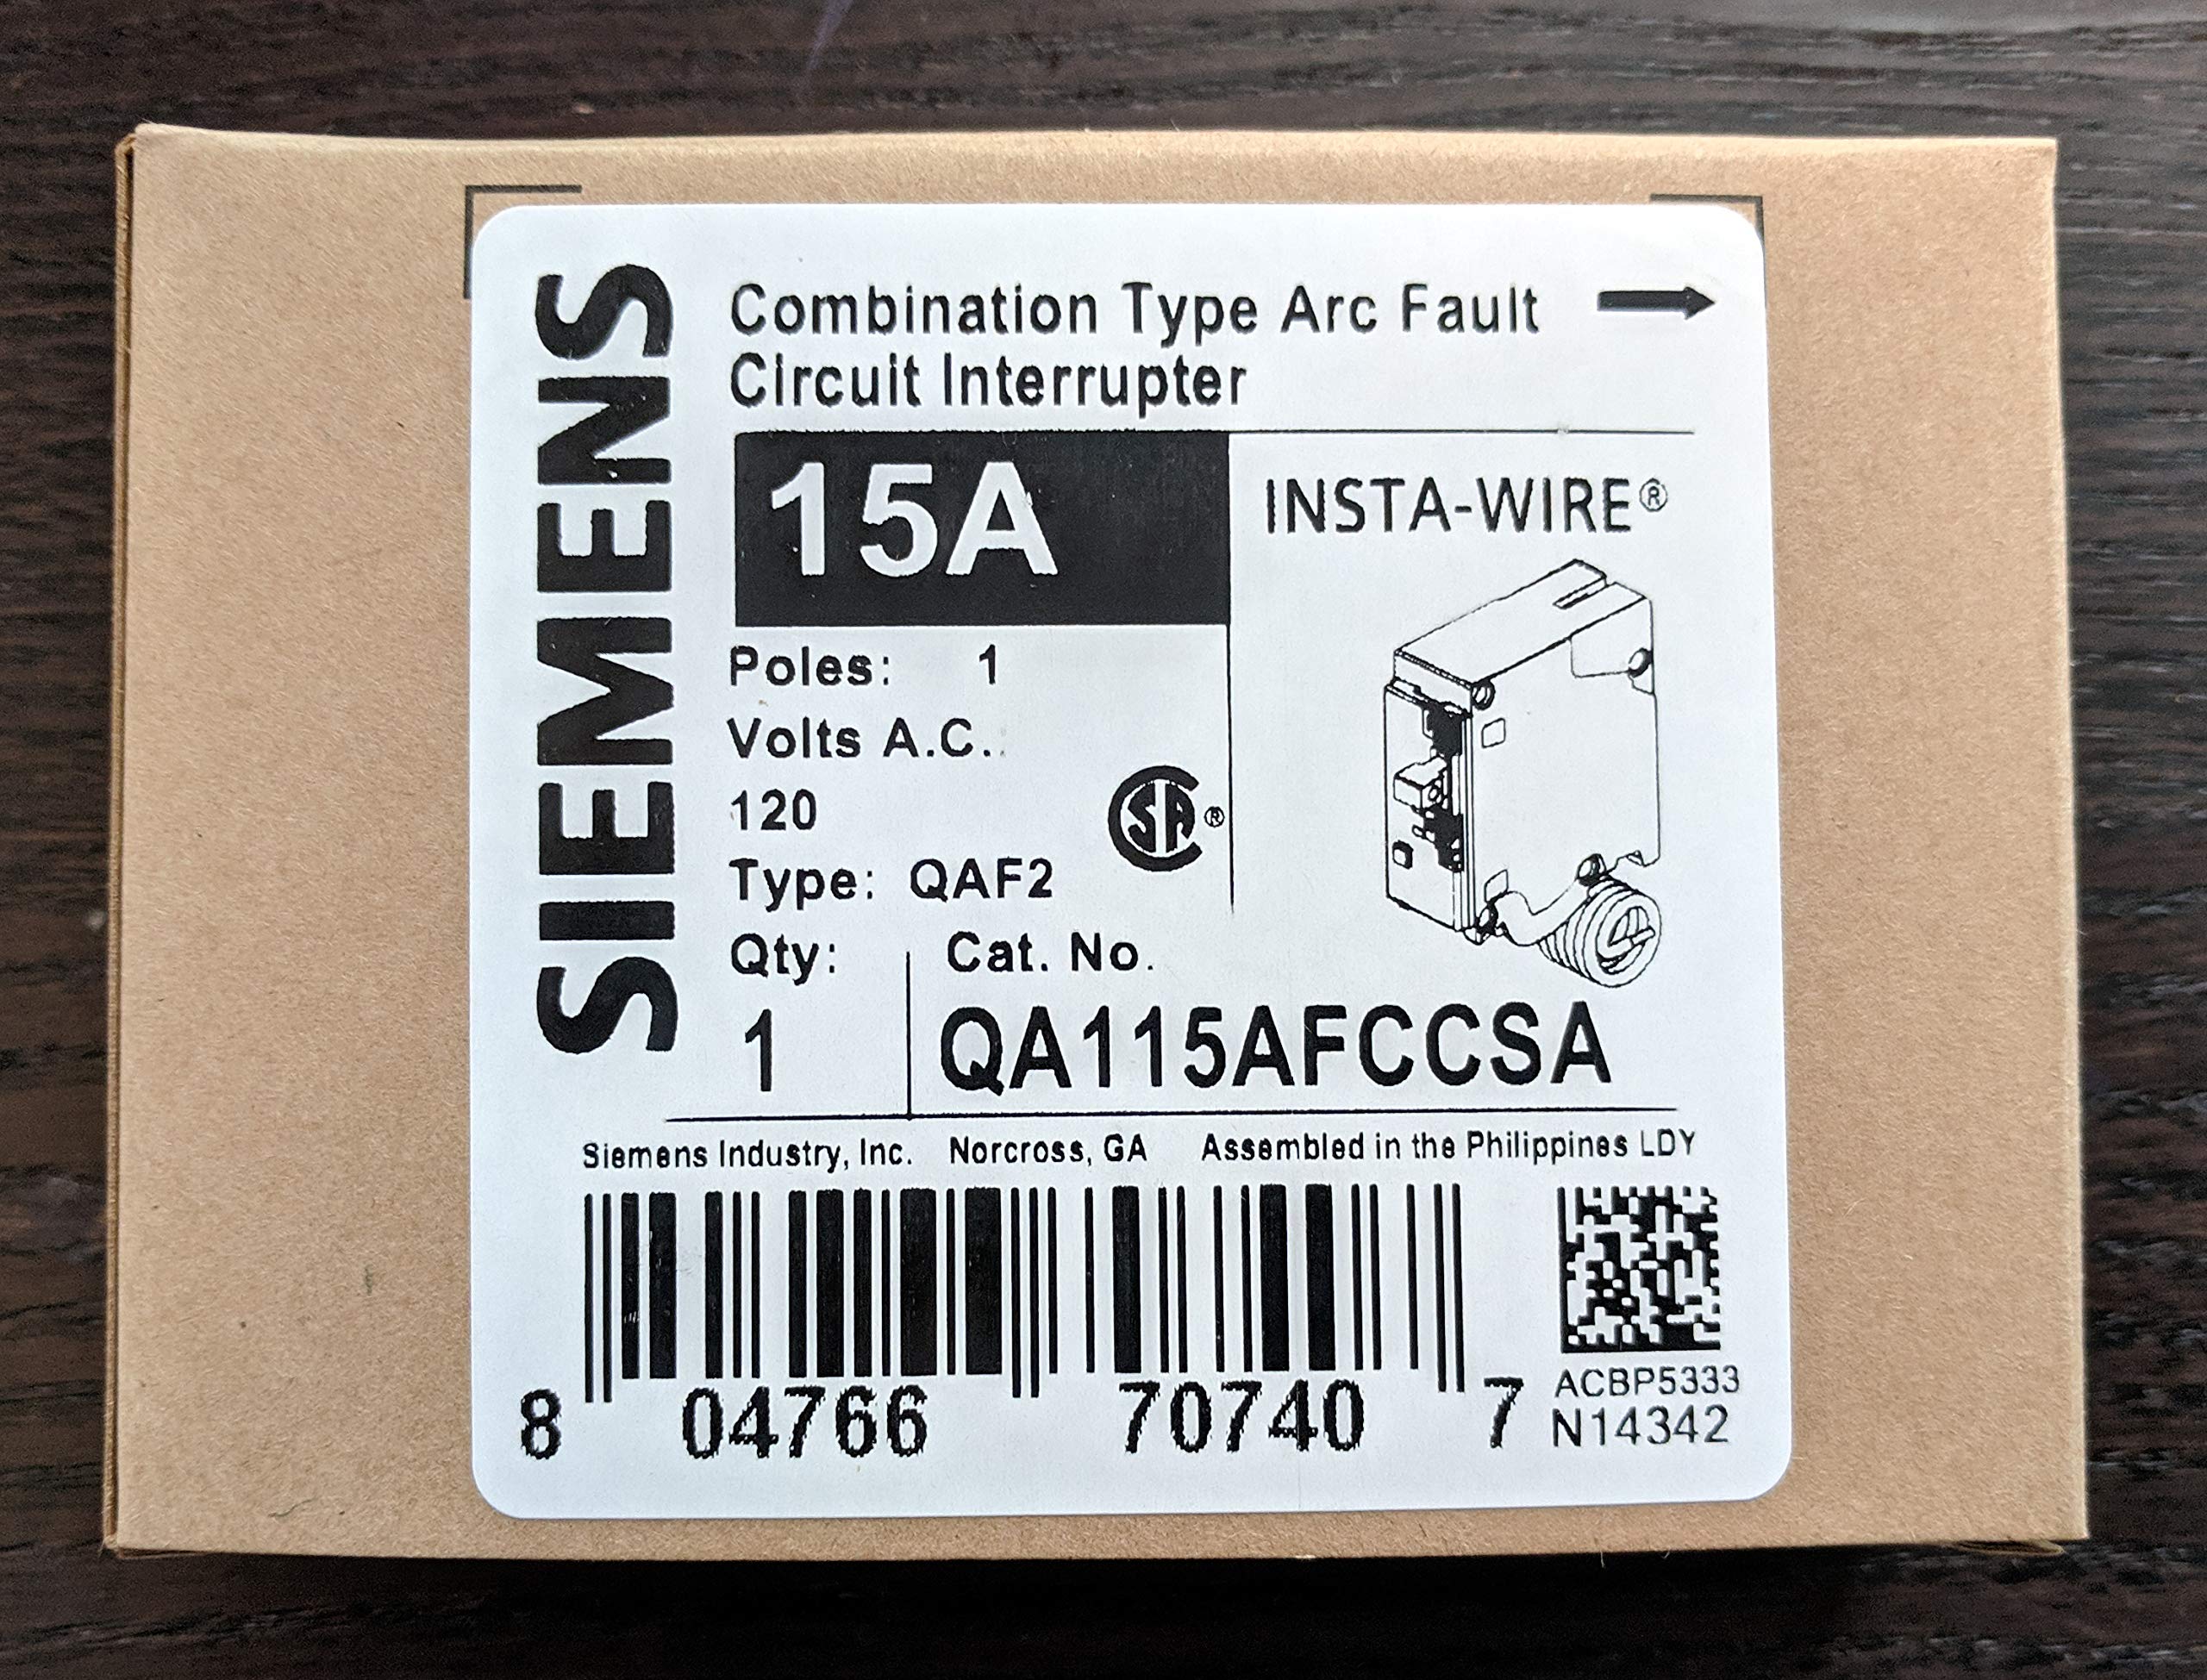 SIEMENS
Combination Type Arc Fault
Circuit Interrupter
15A
INSTA-WIRE®
Poles: 1
Volts A.C.
120
SA®
Type: QAF2
Qty: Cat. No.
1 QA115AFCCSA
Siemens Industry, Inc. Norcross, GA Assembled in the Philippines LDY
8 04766 70740 7
ACBP5333
N14342